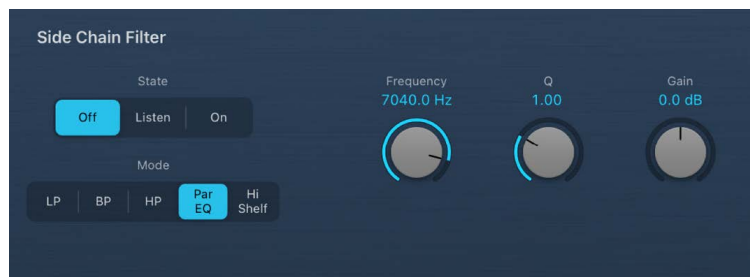 Side Chain Filter
State
Off Listen On
Mode
LP BP HP Par EQ Hi Shelf
Frequency
7040.0 Hz
Q
1.00
Gain
0.0 dB